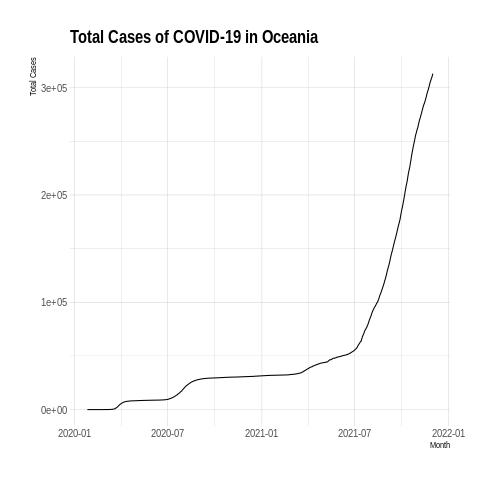 Total Cases of COVID-19 in Oceania
Total Cases
3e+05
2e+05
1e+05
0e+00
2020-01 2020-07 2021-01 2021-07 2022-01
Month